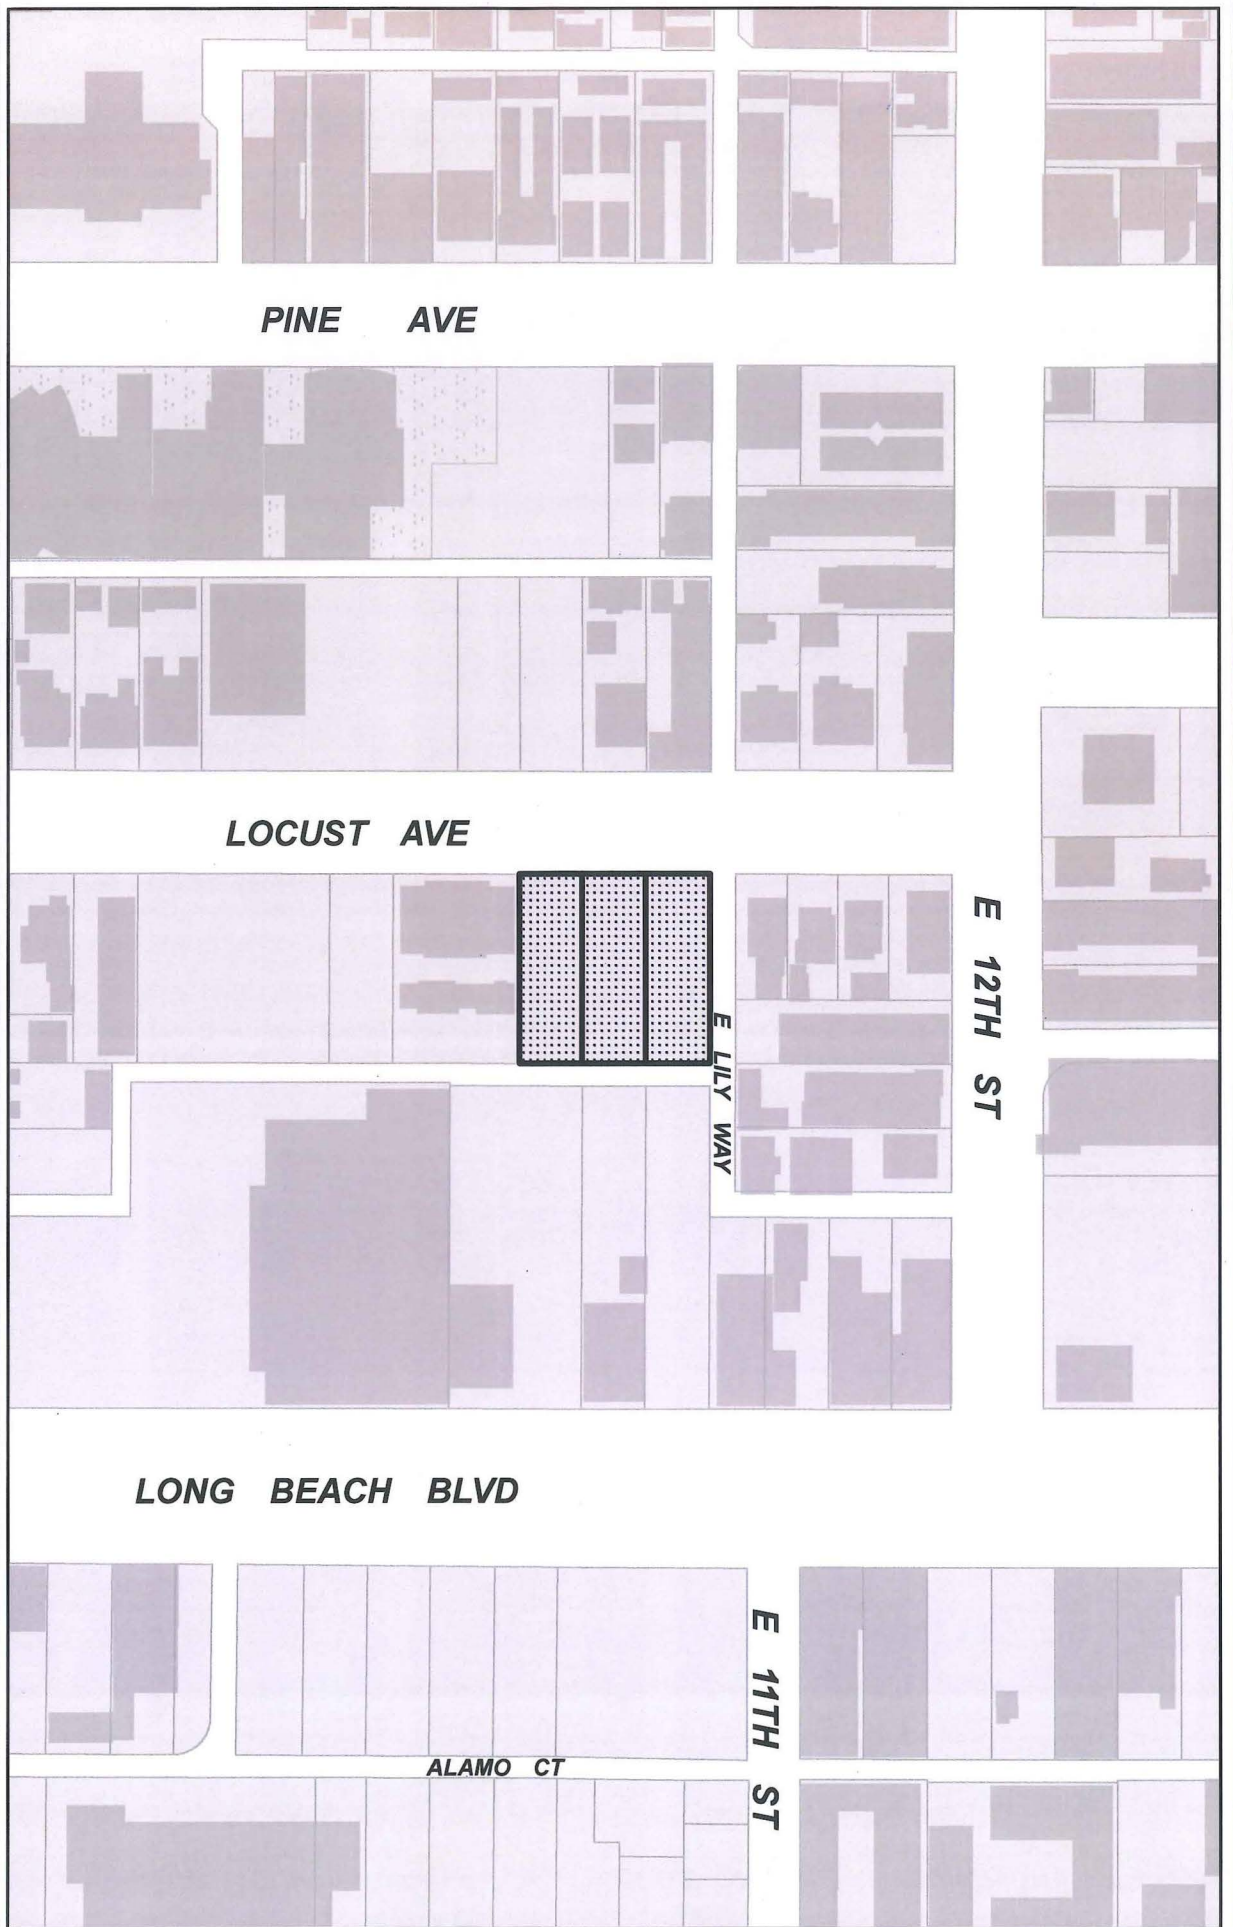 PINE AVE
LOCUST AVE
E 12TH ST
E LILY WAY
LONG BEACH BLVD
E 11TH ST
ALAMO CT